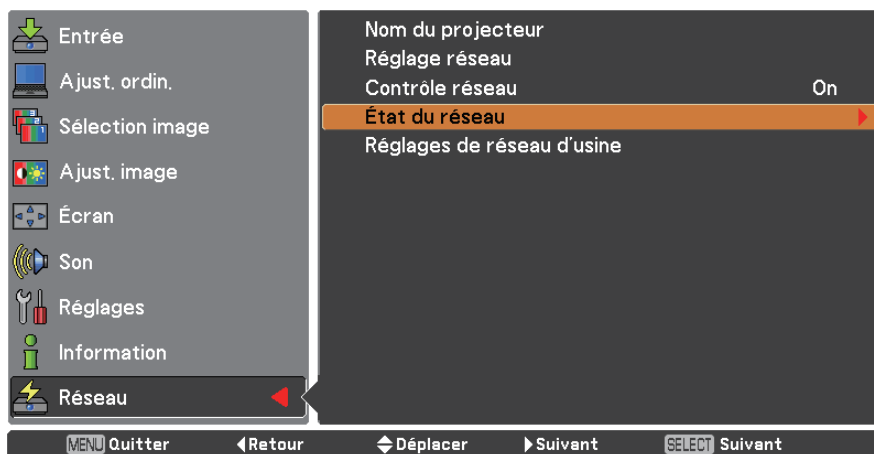 Entrée
Ajust. ordin.
Sélection image
Ajust. image
Écran
Son
Réglages
Information
Réseau
Nom du projecteur
Réglage réseau
Contrôle réseau On
État du réseau
Réglages de réseau d'usine
MENU Quitter Retour Déplacer Suivant SELECT Suivant